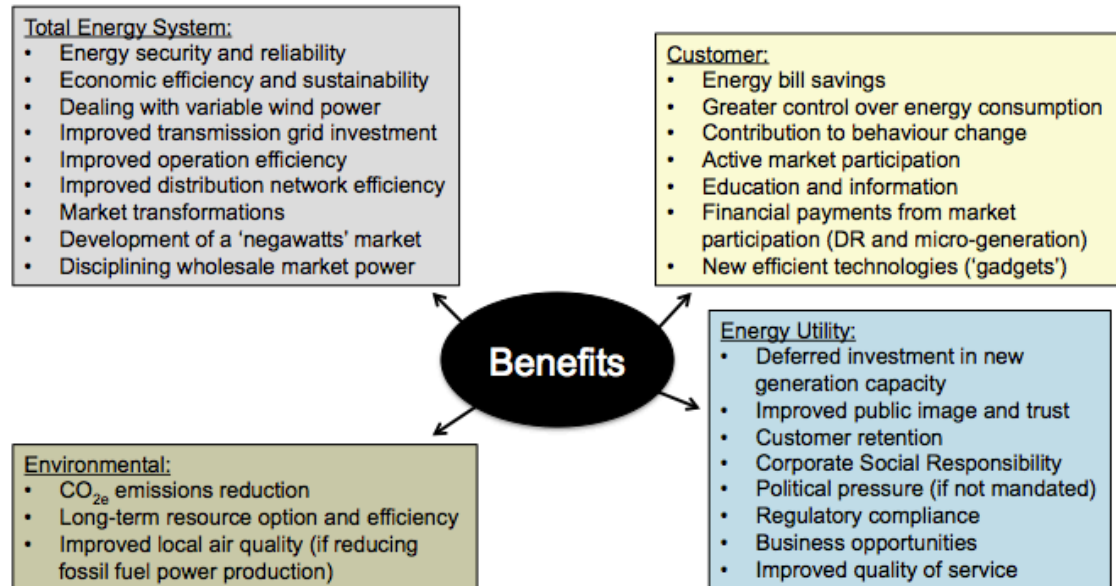 Total Energy System:
• Energy security and reliability
• Economic efficiency and sustainability
• Dealing with variable wind power
• Improved transmission grid investment
• Improved operation efficiency
• Improved distribution network efficiency
• Market transformations
• Development of a ‘negawatts’ market
• Disciplining wholesale market power
Customer:
• Energy bill savings
• Greater control over energy consumption
• Contribution to behaviour change
• Active market participation
• Education and information
• Financial payments from market
participation (DR and micro-generation)
• New efficient technologies (‘gadgets’)
Benefits
Environmental:
• CO2e emissions reduction
• Long-term resource option and efficiency
• Improved local air quality (if reducing
fossil fuel power production)
Energy Utility:
• Deferred investment in new
generation capacity
• Improved public image and trust
• Customer retention
• Corporate Social Responsibility
• Political pressure (if not mandated)
• Regulatory compliance
• Business opportunities
• Improved quality of service